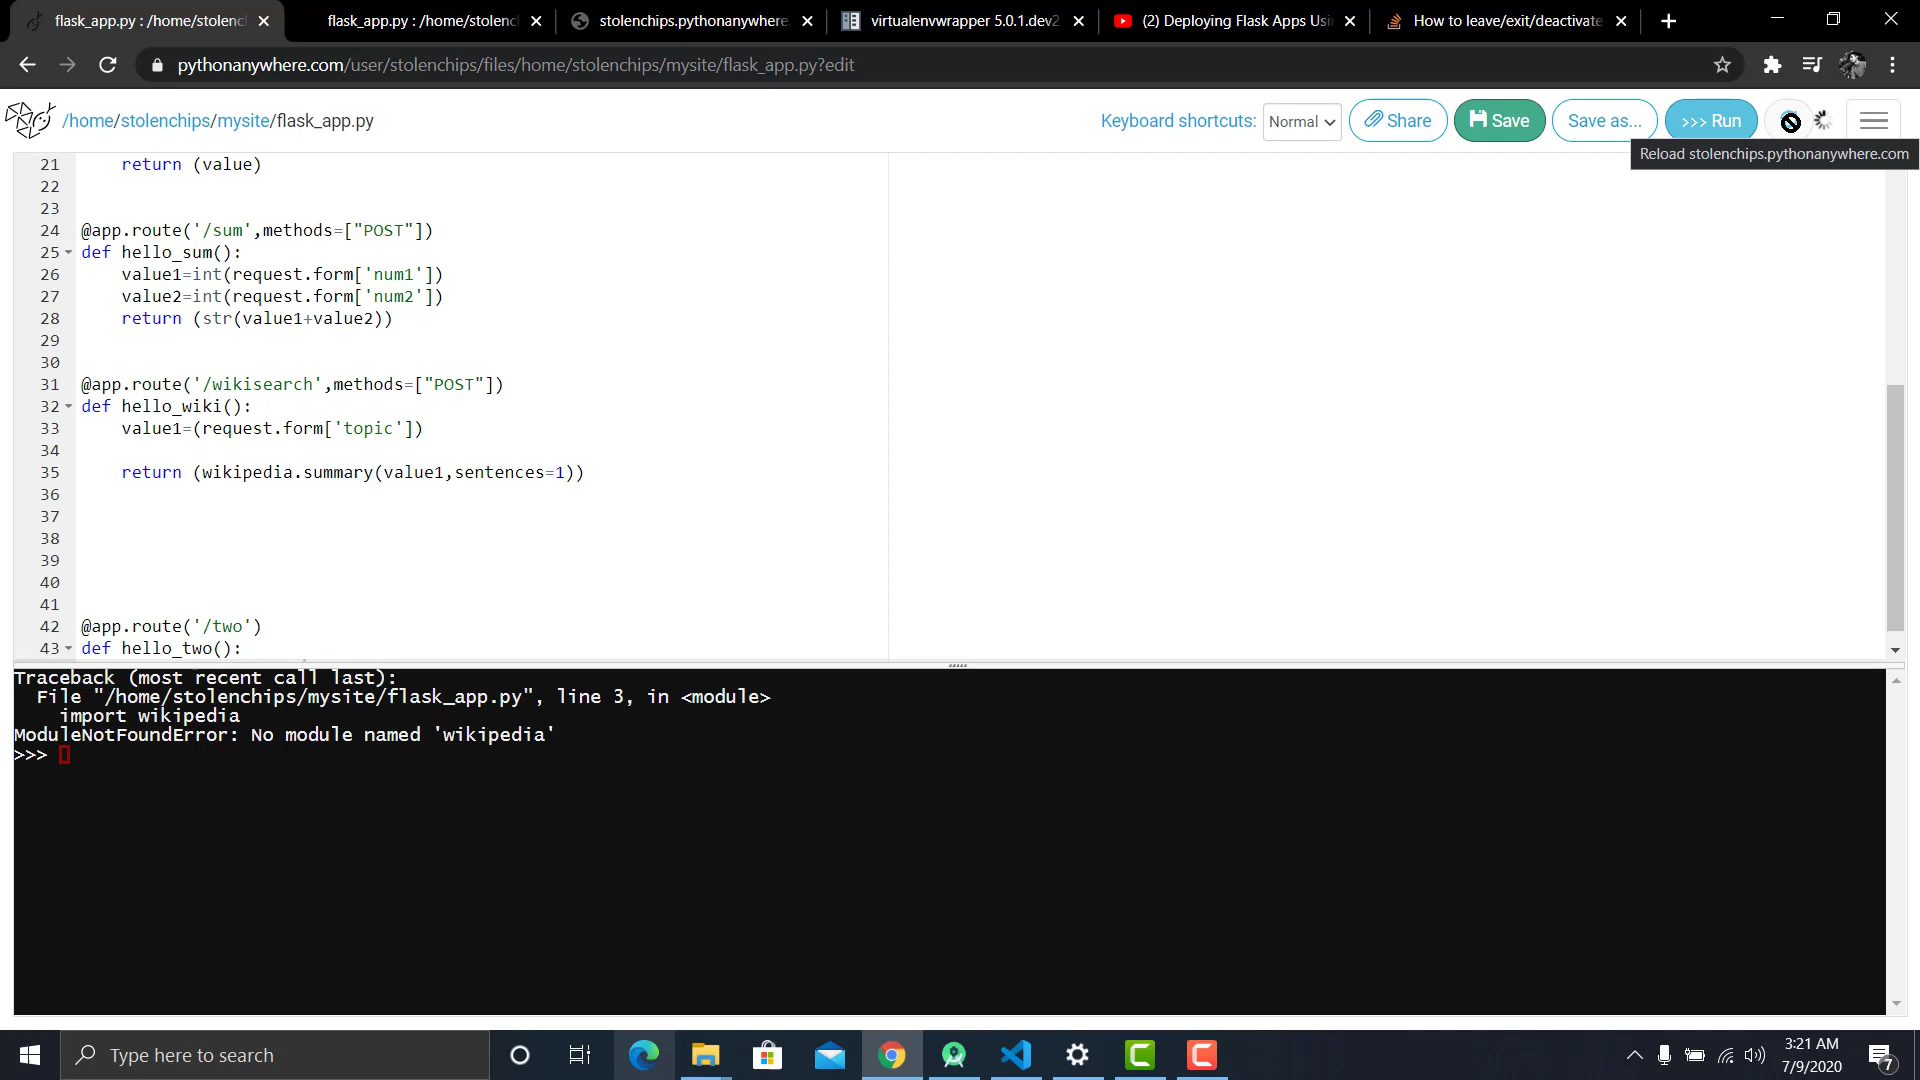 flask_app.py : /home/stolenc
flask_app.py : /home/stolenc
stolenchips.pythonanywhere.
virtualenvwrapper 5.0.1.dev2
(2) Deploying Flask Apps Usi
How to leave/exit/deactivate
pythonanywhere.com/user/stolenchips/files/home/stolenchips/mysite/flask_app.py?edit
/home/stolenchips/mysite/flask_app.py
Keyboard shortcuts:
Normal
Share
Save
Save as...
>>> Run
Reload stolenchips.pythonanywhere.com
21 return (value)
22
23
24 @app.route('/sum',methods=["POST"])
25 def hello_sum():
26 value1=int(request.form['num1'])
27 value2=int(request.form['num2'])
28 return (str(value1+value2))
29
30
31 @app.route('/wikisearch',methods=["POST"])
32 def hello_wiki():
33 value1=(request.form['topic'])
34
35 return (wikipedia.summary(value1,sentences=1))
36
37
38
39
40
41
42 @app.route('/two')
43 def hello_two():
Traceback (most recent call last):
File "/home/stolenchips/mysite/flask_app.py", line 3, in <module>
import wikipedia
ModuleNotFoundError: No module named 'wikipedia'
>>>
Type here to search
3:21 AM
7/9/2020
7